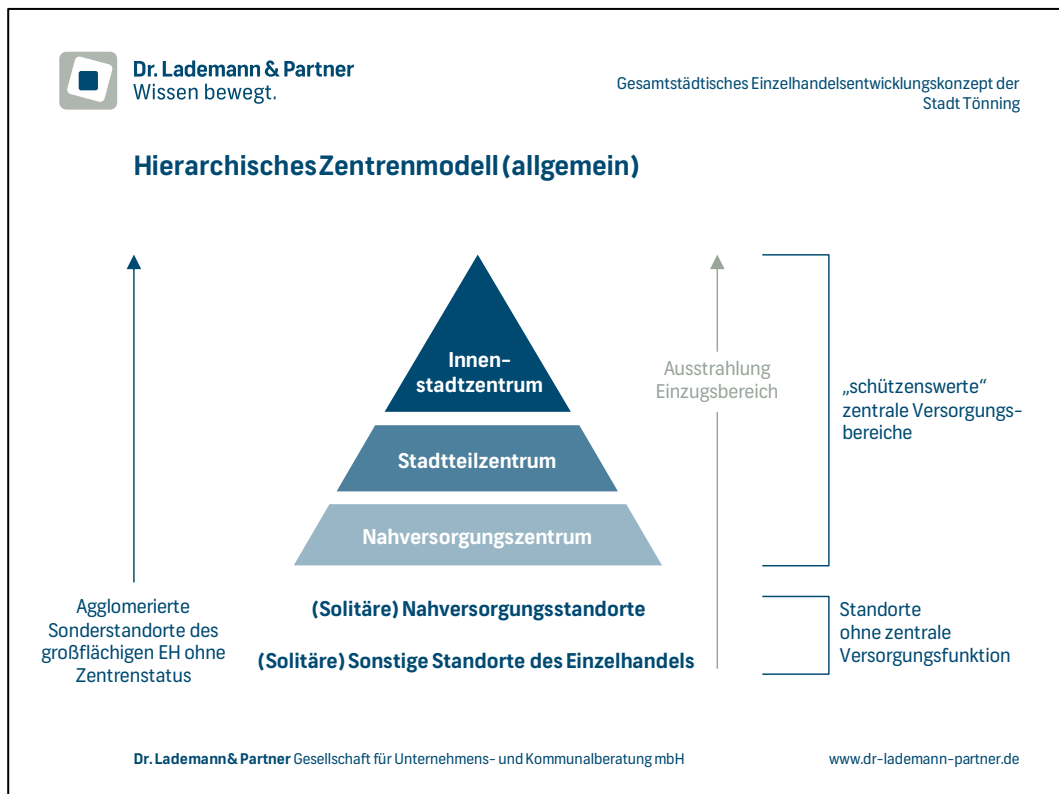 Dr. Lademann & Partner
Wissen bewegt.
Gesamtstädtisches Einzelhandelsentwicklungskonzept der
Stadt Tönning
Hierarchisches Zentrenmodell (allgemein)
Innen-
stadtzentrum
Stadtteilzentrum
Nahversorgungszentrum
(Solitäre) Nahversorgungsstandorte
(Solitäre) Sonstige Standorte des Einzelhandels
Agglomerierte
Sonderstandorte des
großflächigen EH ohne
Zentrenstatus
Ausstrahlung
Einzugsbereich
„schützenswerte“
zentrale Versorgungs-
bereiche
Standorte
ohne zentrale
Versorgungsfunktion
Dr. Lademann & Partner Gesellschaft für Unternehmens- und Kommunalberatung mbH
www.dr-lademann-partner.de